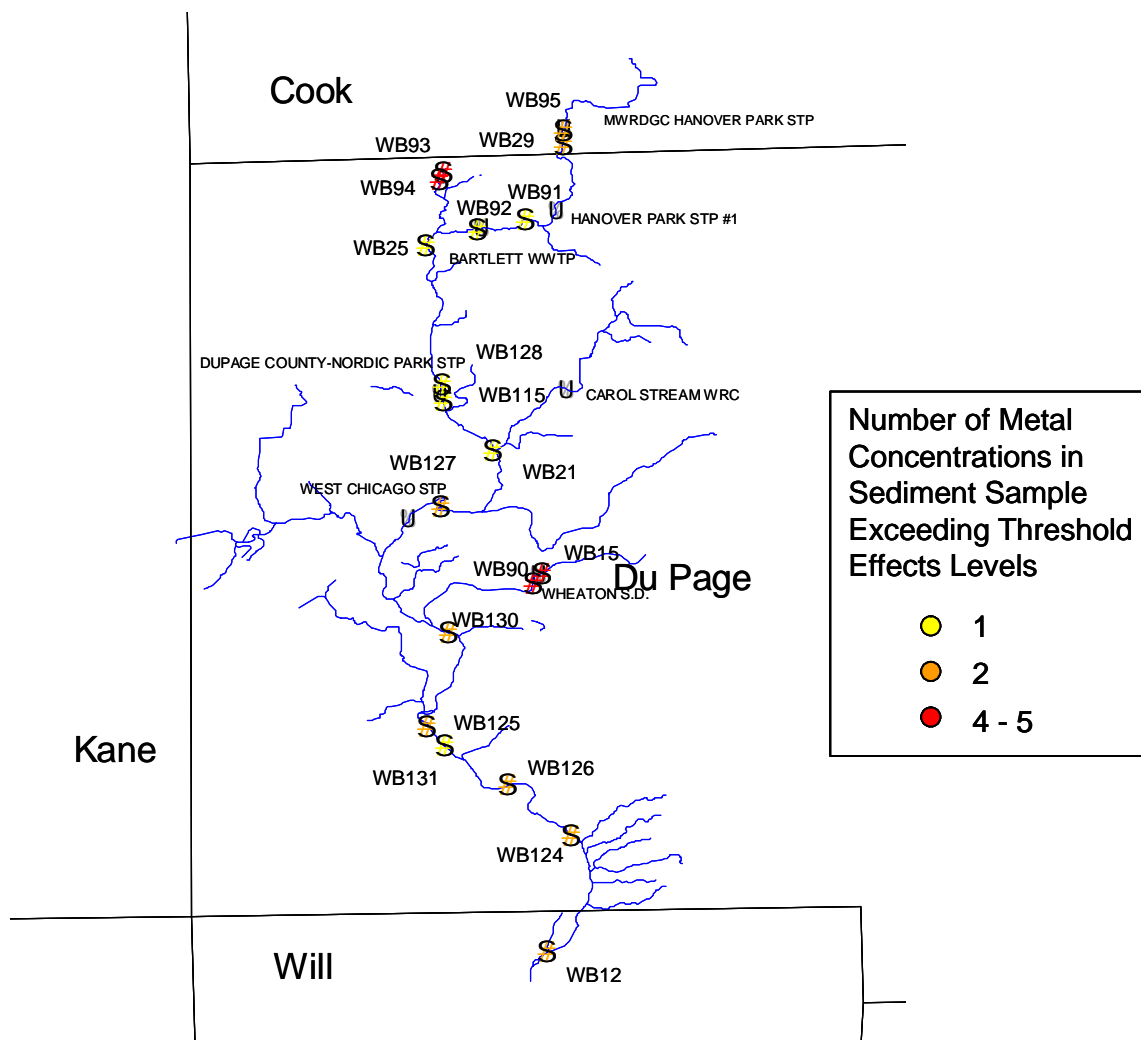 Cook
WB95
MWRDGC HANOVER PARK STP
WB93
WB29
WB94
WB91
WB92
HANOVER PARK STP #1
WB25
BARTLETT WWTP
DUPAGE COUNTY-NORDIC PARK STP
WB128
WB115
CAROL STREAM WRC
WB127
WB21
WEST CHICAGO STP
WB15
WB90
Du Page
WHEATON S.D.
WB130
WB125
Kane
WB131
WB126
WB124
Will
WB12
Number of Metal
Concentrations in
Sediment Sample
Exceeding Threshold
Effects Levels
1
2
4 - 5